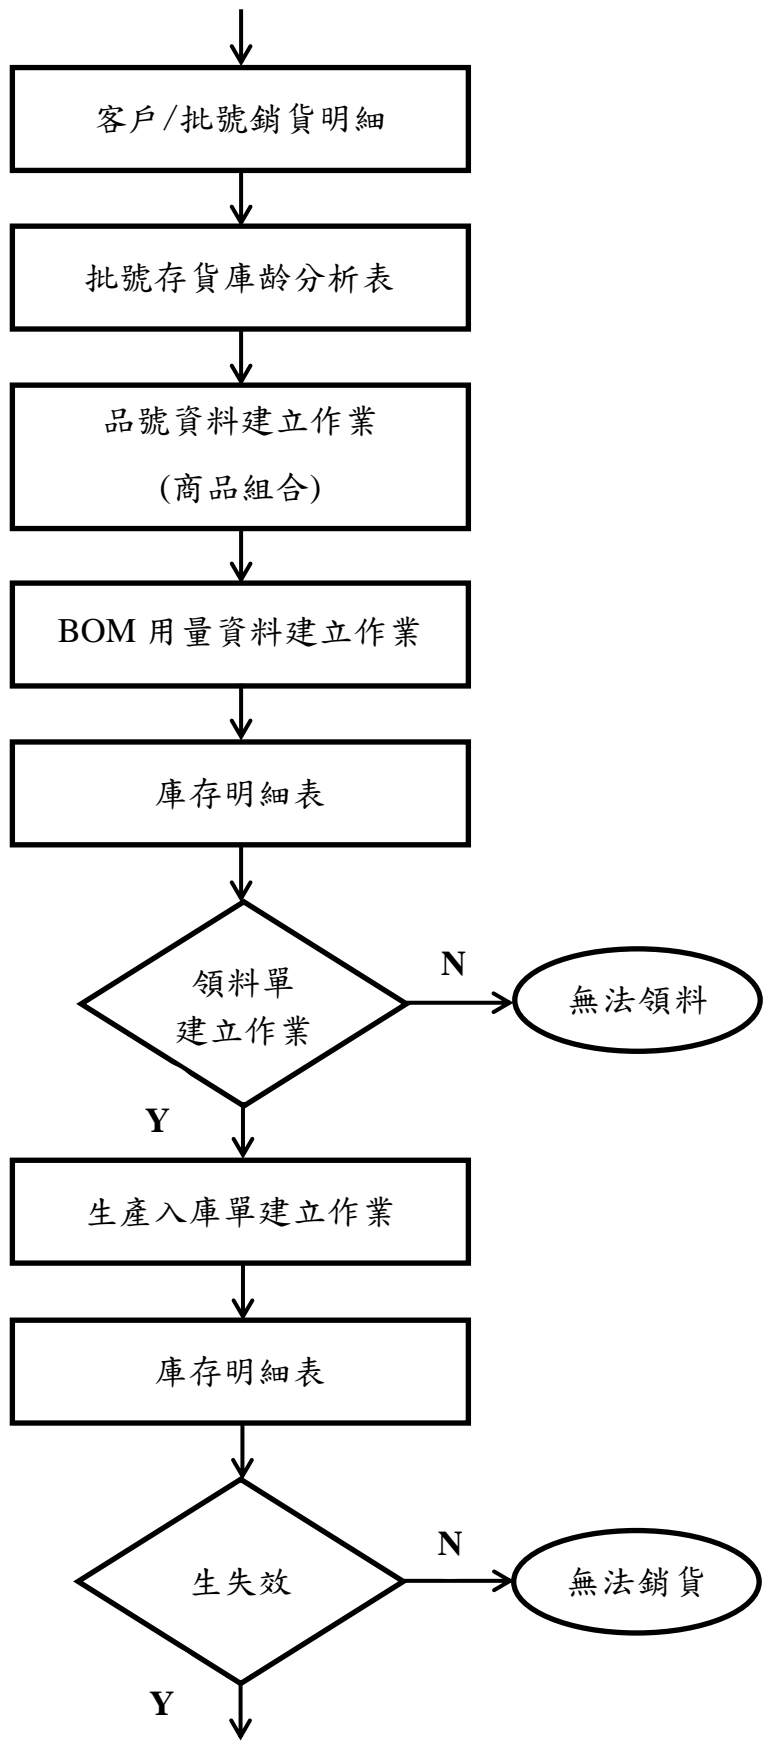 客戶/批號銷貨明細
批號存貨庫齡分析表
品號資料建立作業
(商品組合)
BOM 用量資料建立作業
庫存明細表
領料單
建立作業
N
無法領料
Y
生產入庫單建立作業
庫存明細表
生失效
N
無法銷貨
Y